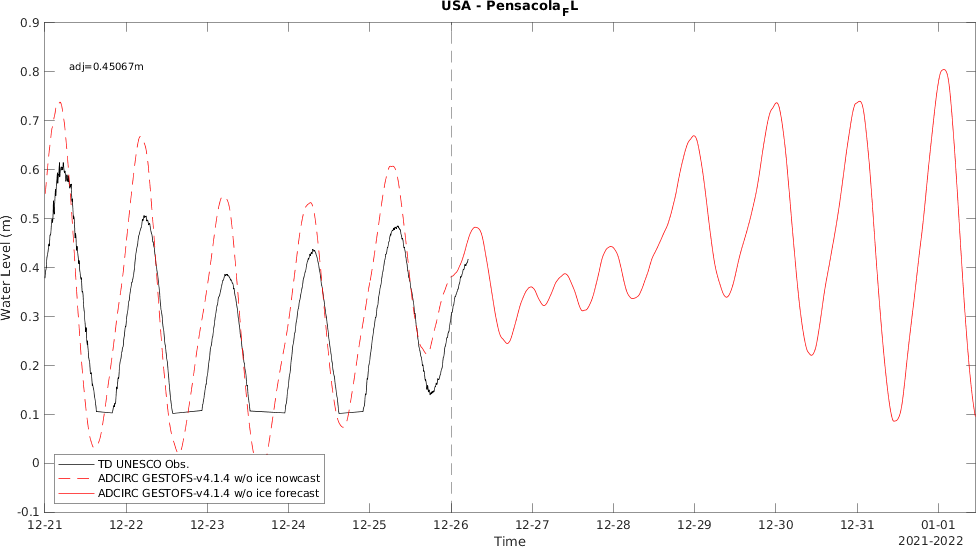 USA - Pensacola_FL
adj=0.45067m
0.9
0.8
0.7
0.6
0.5
0.4
0.3
0.2
0.1
0
-0.1
Water Level (m)
TD UNESCO Obs.
ADCIRC GESTOFS-v4.1.4 w/o ice nowcast
ADCIRC GESTOFS-v4.1.4 w/o ice forecast
12-21 12-22 12-23 12-24 12-25 12-26 12-27 12-28 12-29 12-30 12-31 01-01
Time
2021-2022